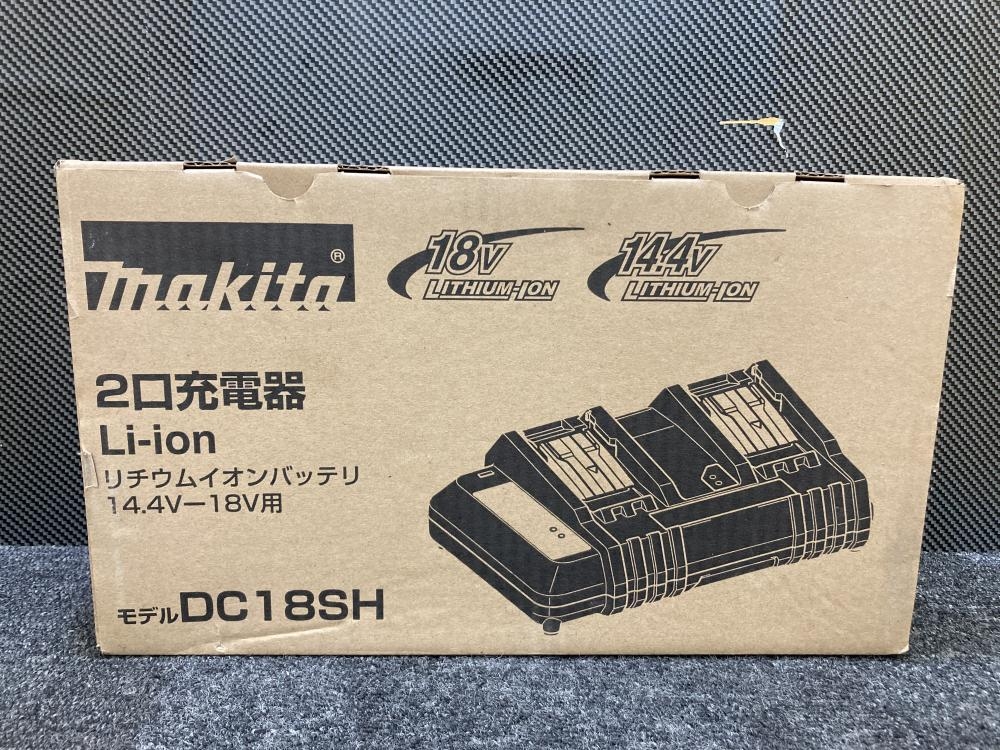 makita®
18V
LITHIUM-ION
14.4V
LITHIUM-ION
2口充電器
Li-ion
リチウムイオンバッテリ
14.4V－18V用
モデルDC18SH